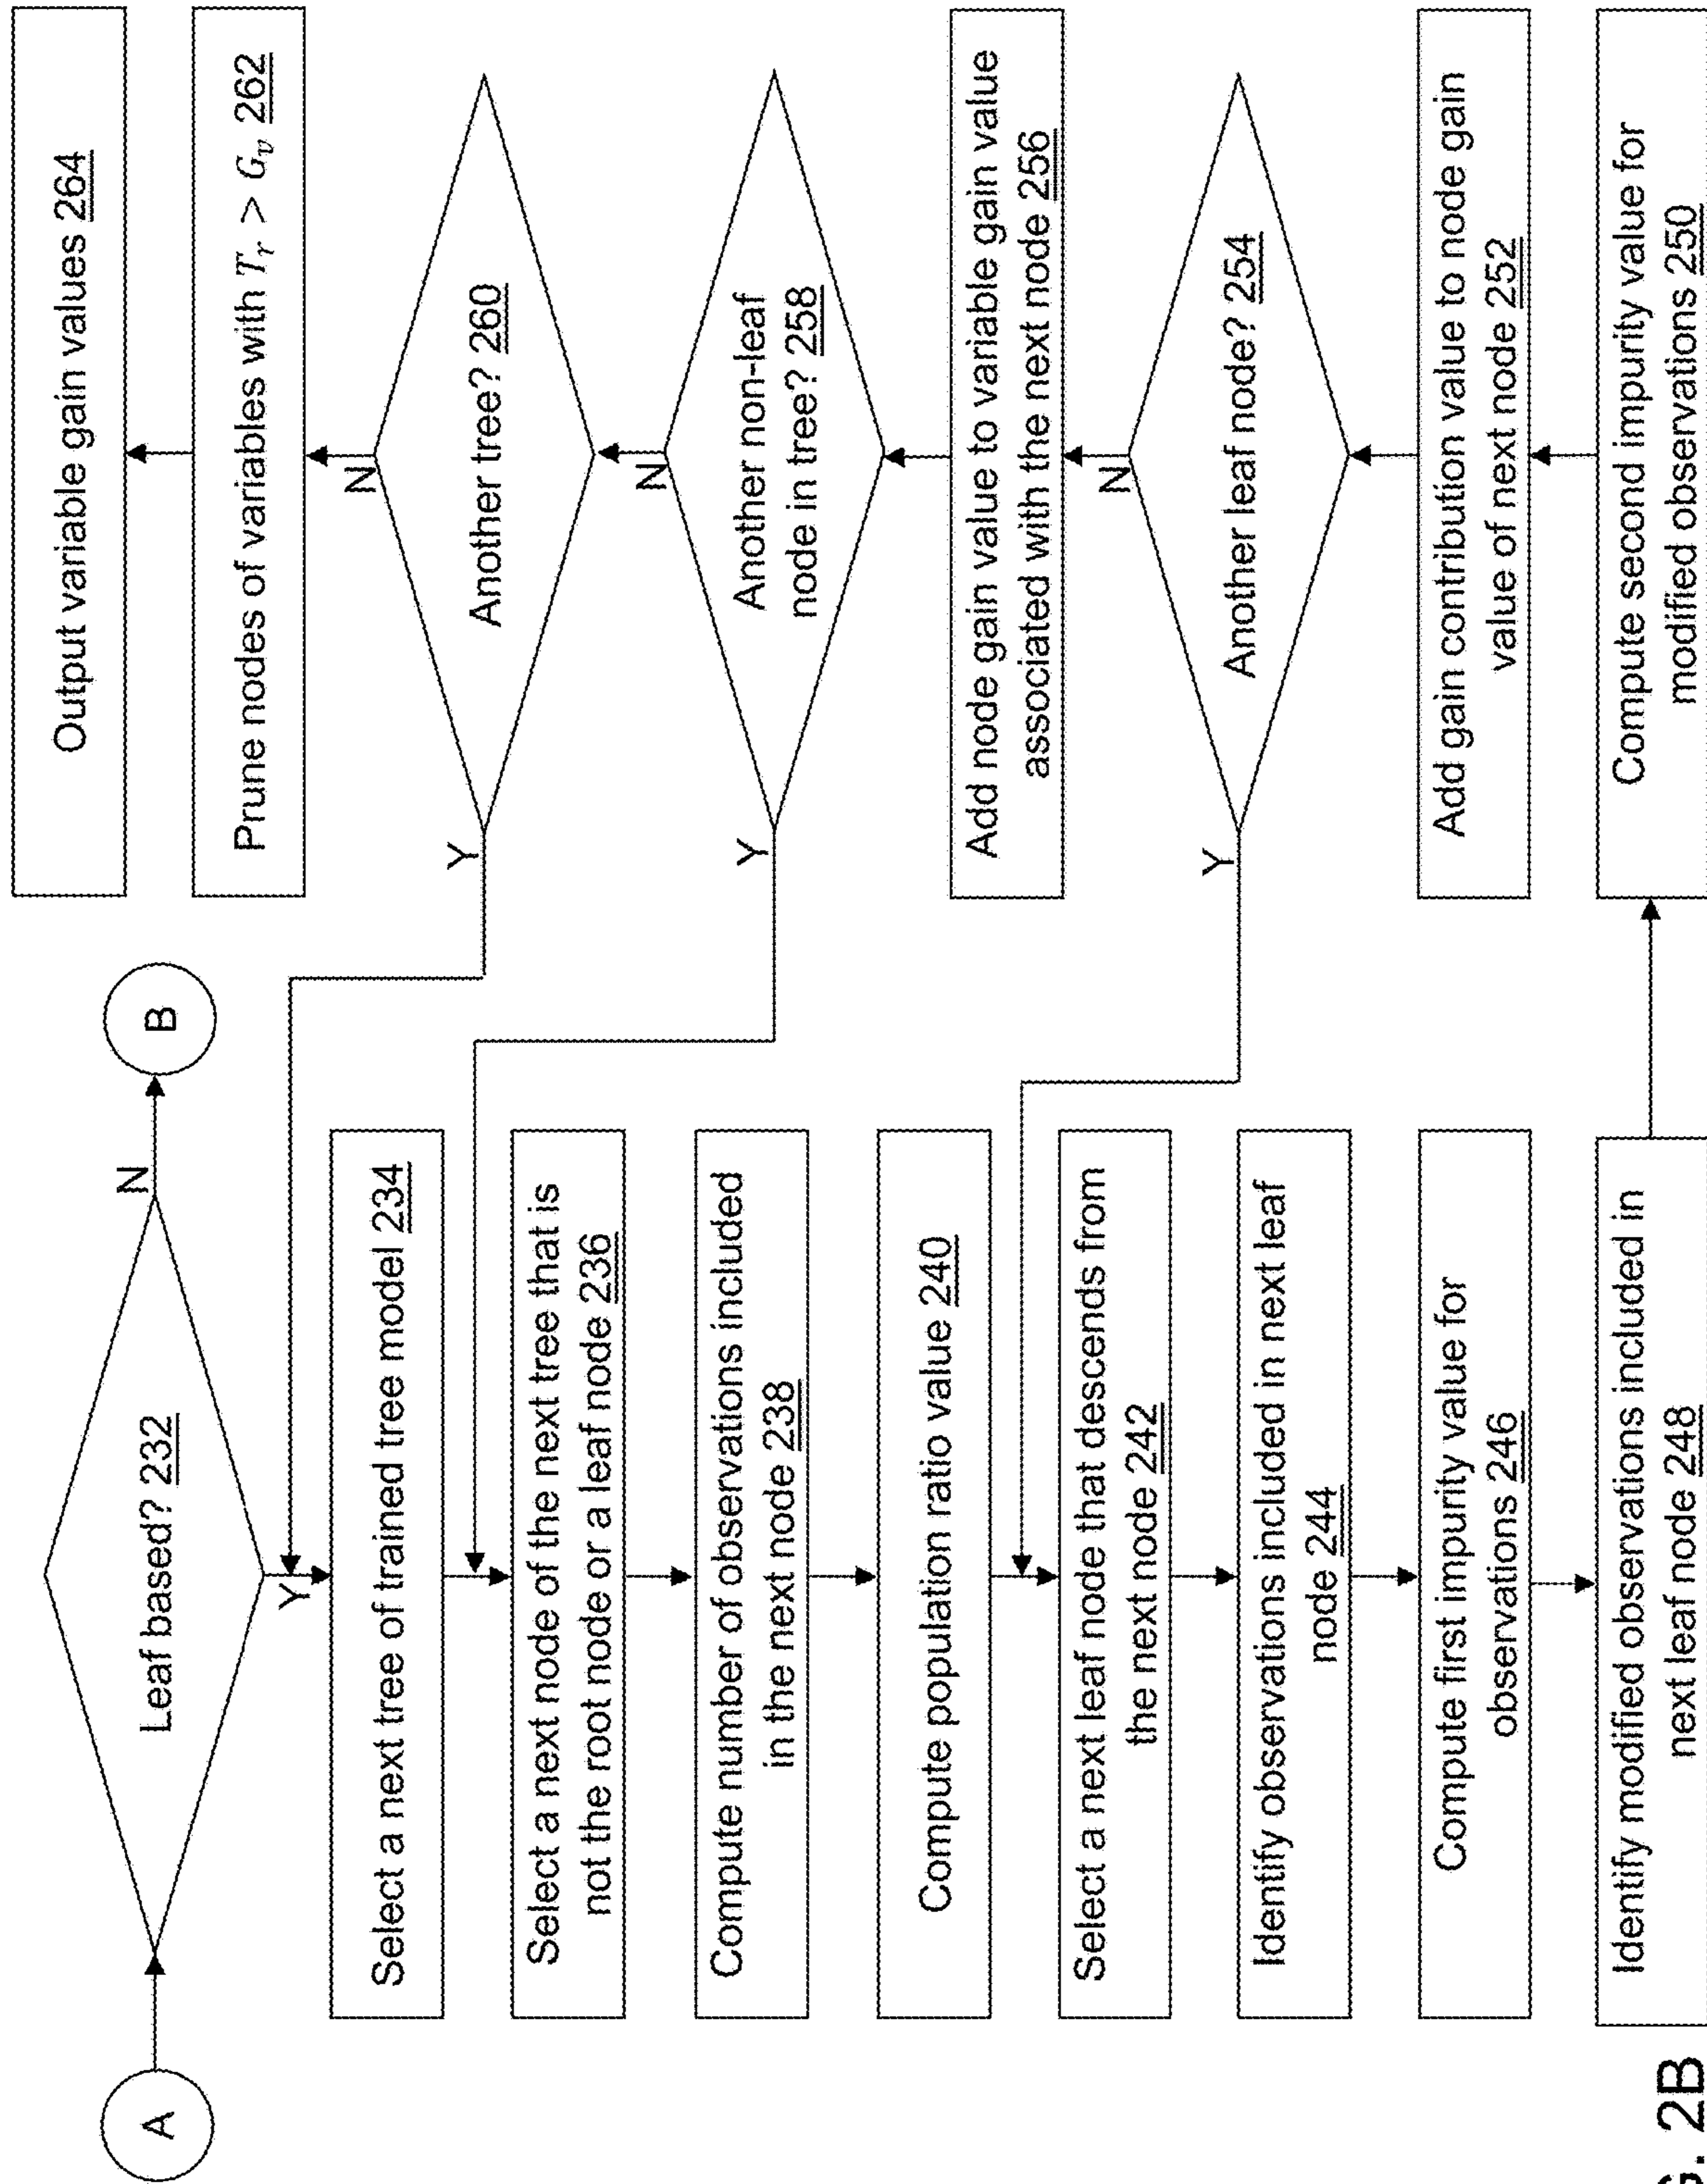 A
Leaf based? 232
N
B
Y
Select a next tree of trained tree model 234
Select a next node of the next tree that is
not the root node or a leaf node 236
Compute number of observations included
in the next node 238
Compute population ratio value 240
Select a next leaf node that descends from
the next node 242
Identify observations included in next leaf
node 244
Compute first impurity value for
observations 246
Identify modified observations included in
next leaf node 248
Compute second impurity value for
modified observations 250
Add gain contribution value to node gain
value of next node 252
Another leaf node? 254
Y
N
Add node gain value to variable gain value
associated with the next node 256
Another non-leaf
node in tree? 258
Y
N
Another tree? 260
Y
N
Prune nodes of variables with Tᵣ > Gᵥ 262
Output variable gain values 264
2B